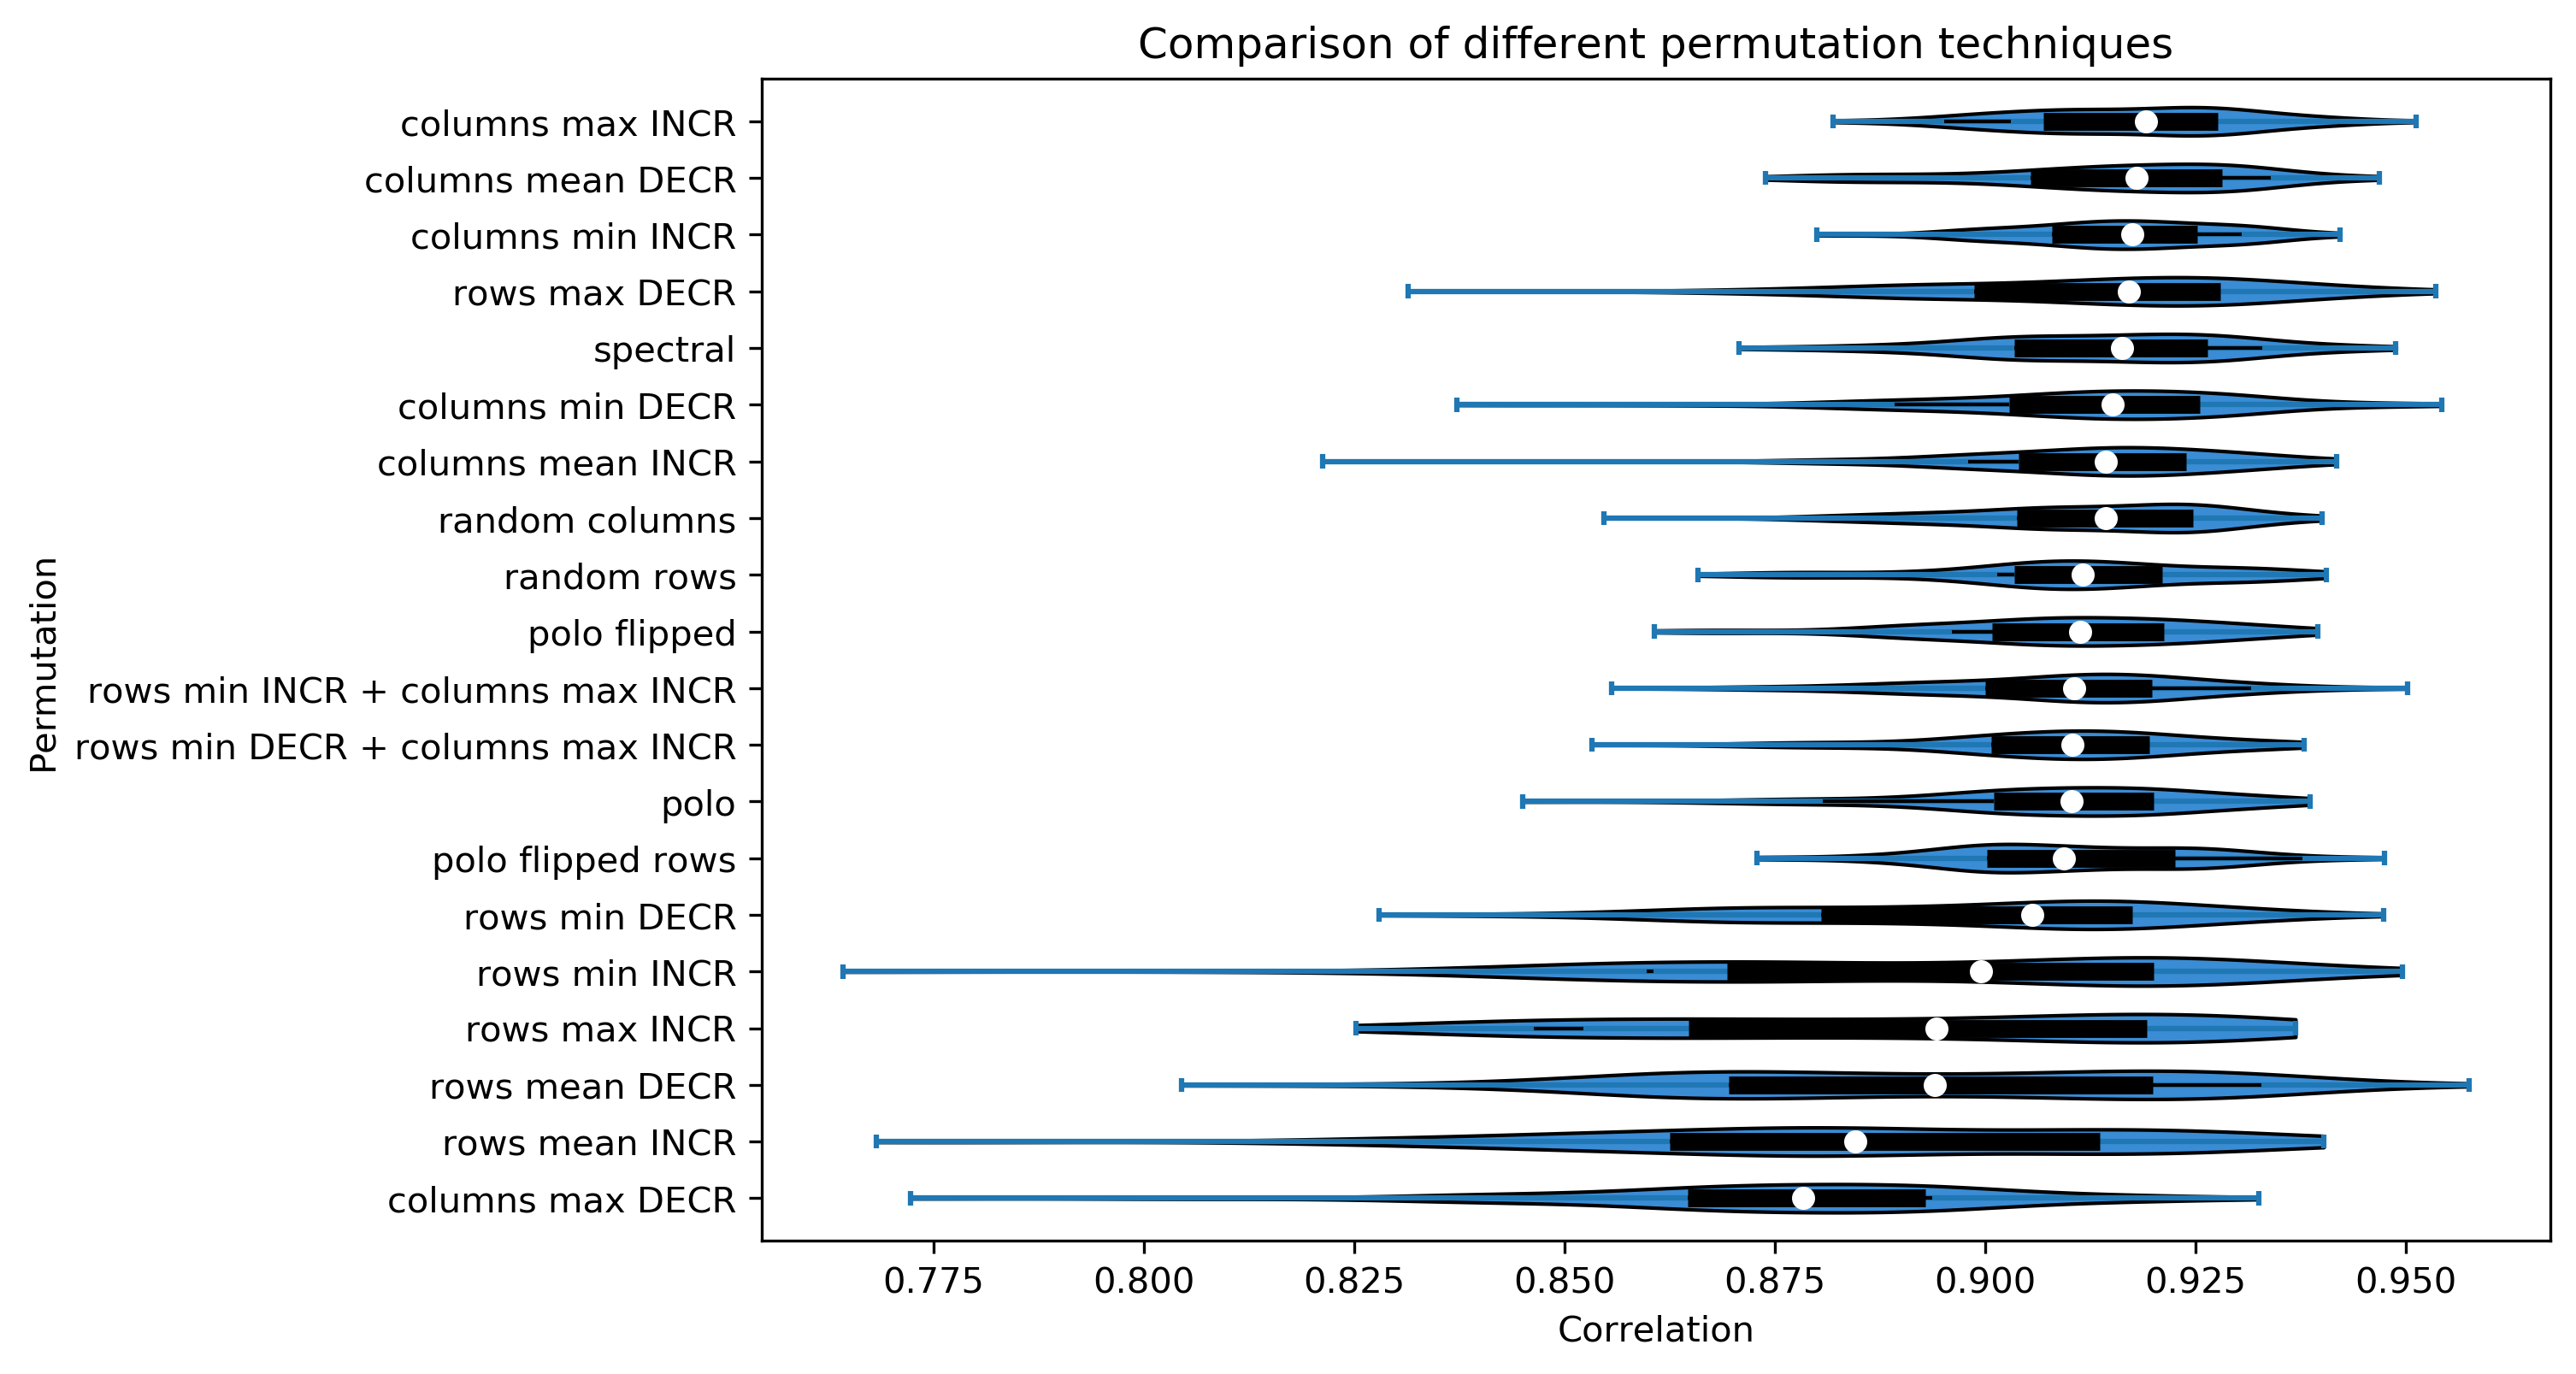 Comparison of different permutation techniques
Permutation
columns max INCR
columns mean DECR
columns min INCR
rows max DECR
spectral
columns min DECR
columns mean INCR
random columns
random rows
polo flipped
rows min INCR + columns max INCR
rows min DECR + columns max INCR
polo
polo flipped rows
rows min DECR
rows min INCR
rows max INCR
rows mean DECR
rows mean INCR
columns max DECR
0.775 0.800 0.825 0.850 0.875 0.900 0.925 0.950
Correlation